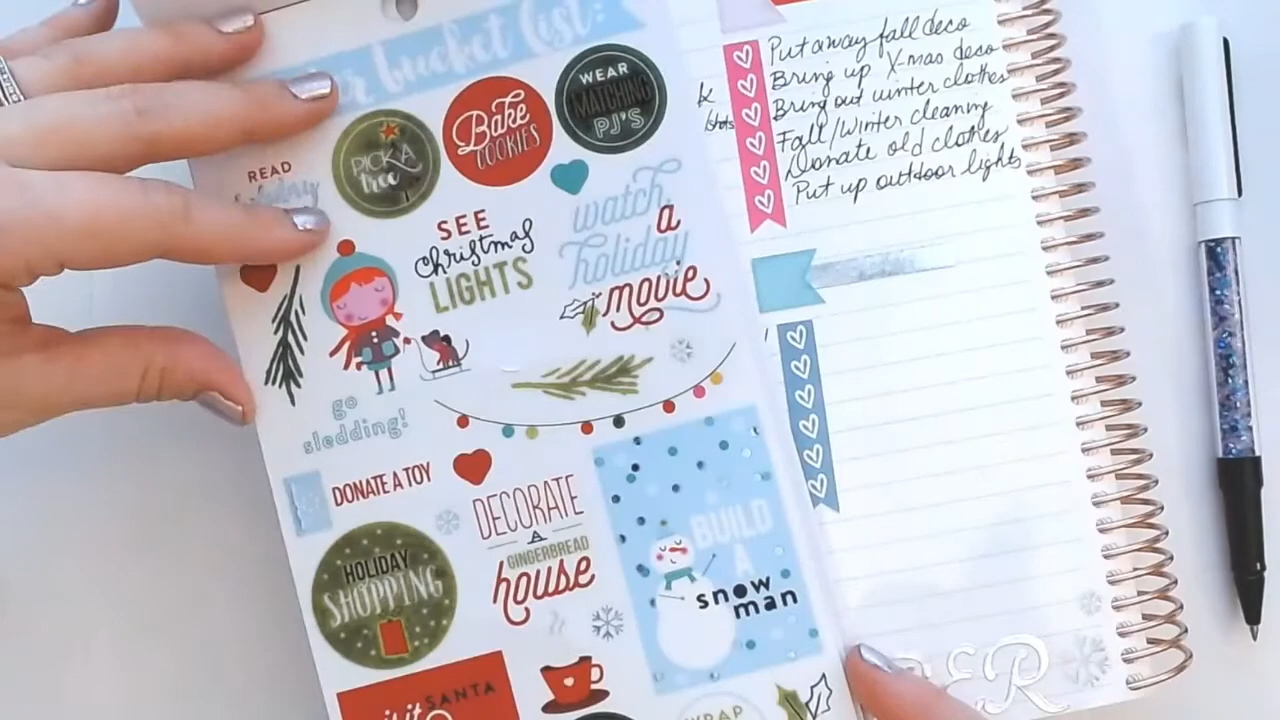 bucket list:
READ
PICK A
tree
Bake
COOKIES
WEAR
MATCHING
PJ'S
SEE
christmas
LIGHTS
watch
a
holiday
movie
go
sledding!
DONATE A TOY
DECORATE
A
GINGERBREAD
house
HOLIDAY
SHOPPING
BUILD
A
snow
man
SANTA
WRAP
Put away fall deco
Bring up X-mas deco
Bring out winter clothes
Fall/Winter cleaning
Donate old clothes
Put up outdoor lights